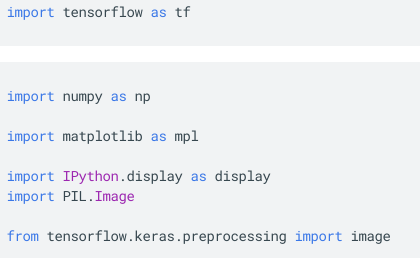 import tensorflow as tf
import numpy as np
import matplotlib as mpl
import IPython.display as display
import PIL.Image
from tensorflow.keras.preprocessing import image